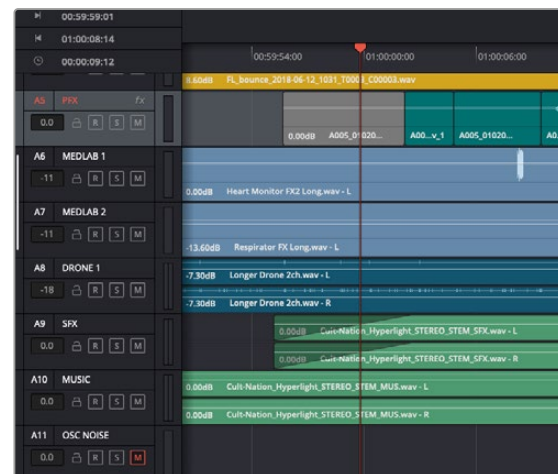 00:59:59:01
01:00:08:14
00:00:09:12
00:59:54:00 01:00:00:00 01:00:06:00
8.60dB FL_bounce_2018-06-12_1031_T0003_C00003.wav
A5 PFX fx
0.0 R S M
0.00dB A005_01020... A00...v_1 A005_01020... A0
A6 MEDLAB 1
-11 R S M
0.00dB Heart Monitor FX2 Long.wav - L
A7 MEDLAB 2
-11 R S M
-13.60dB Respirator FX Long.wav - L
A8 DRONE 1
-7.30dB Longer Drone 2ch.wav - L
-18 R S M
-7.30dB Longer Drone 2ch.wav - R
A9 SFX
0.00dB Cult-Nation_Hyperlight_STEREO_STEM_SFX.wav - L
0.0 R S M
0.00dB Cult-Nation_Hyperlight_STEREO_STEM_SFX.wav - R
A10 MUSIC
0.00dB Cult-Nation_Hyperlight_STEREO_STEM_MUS.wav - L
0.0 R S M
0.00dB Cult-Nation_Hyperlight_STEREO_STEM_MUS.wav - R
A11 OSC NOISE
0.0 R S M